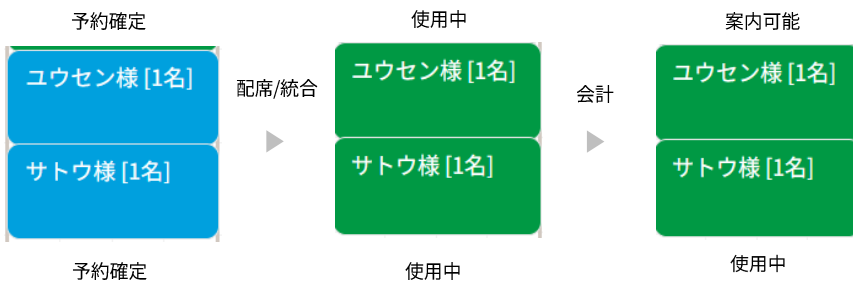 予約確定
使用中
案内可能
ユウセン様 [1名]
ユウセン様 [1名]
ユウセン様 [1名]
配席/統合
会計
サトウ様 [1名]
サトウ様 [1名]
サトウ様 [1名]
予約確定
使用中
使用中